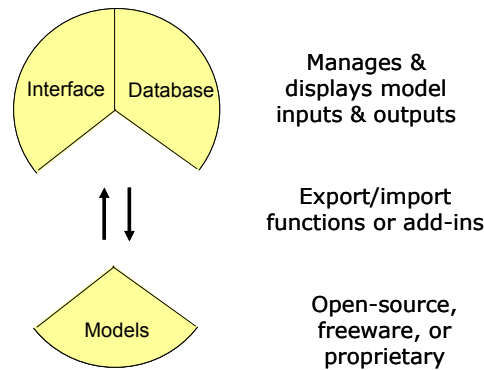 Interface
Database
Manages &
displays model
inputs & outputs
Export/import
functions or add-ins
Models
Open-source,
freeware, or
proprietary